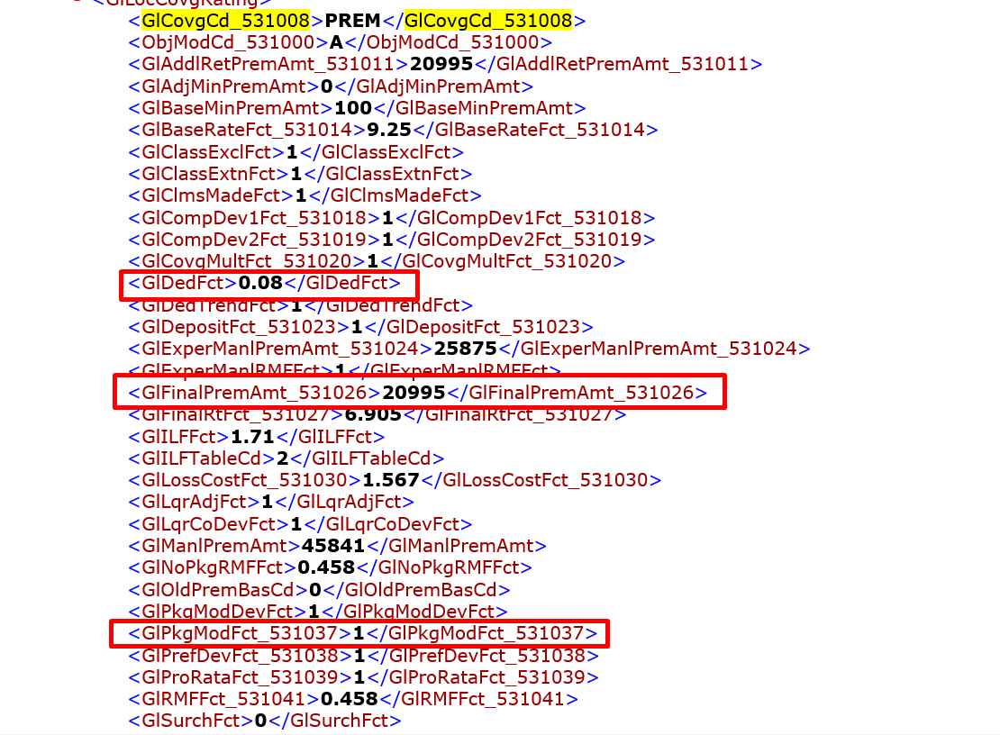 <GlLocCovgRating>
<GlCovgCd_531008>PREM</GlCovgCd_531008>
<ObjModCd_531000>A</ObjModCd_531000>
<GlAddlRetPremAmt_531011>20995</GlAddlRetPremAmt_531011>
<GlAdjMinPremAmt>0</GlAdjMinPremAmt>
<GlBaseMinPremAmt>100</GlBaseMinPremAmt>
<GlBaseRateFct_531014>9.25</GlBaseRateFct_531014>
<GlClassExclFct>1</GlClassExclFct>
<GlClassExtnFct>1</GlClassExtnFct>
<GlClmsMadeFct>1</GlClmsMadeFct>
<GlCompDev1Fct_531018>1</GlCompDev1Fct_531018>
<GlCompDev2Fct_531019>1</GlCompDev2Fct_531019>
<GlCovgMultFct_531020>1</GlCovgMultFct_531020>
<GlDedFct>0.08</GlDedFct>
<GlDedTrendFct>1</GlDedTrendFct>
<GlDepositFct_531023>1</GlDepositFct_531023>
<GlExperManlPremAmt_531024>25875</GlExperManlPremAmt_531024>
<GlExperManlRMFFct>1</GlExperManlRMFFct>
<GlFinalPremAmt_531026>20995</GlFinalPremAmt_531026>
<GlFinalRtFct_531027>6.905</GlFinalRtFct_531027>
<GlILFFct>1.71</GlILFFct>
<GlILFTableCd>2</GlILFTableCd>
<GlLossCostFct_531030>1.567</GlLossCostFct_531030>
<GlLqrAdjFct>1</GlLqrAdjFct>
<GlLqrCoDevFct>1</GlLqrCoDevFct>
<GlManlPremAmt>45841</GlManlPremAmt>
<GlNoPkgRMFFct>0.458</GlNoPkgRMFFct>
<GlOldPremBasCd>0</GlOldPremBasCd>
<GlPkgModDevFct>1</GlPkgModDevFct>
<GlPkgModFct_531037>1</GlPkgModFct_531037>
<GlPrefDevFct_531038>1</GlPrefDevFct_531038>
<GlProRataFct_531039>1</GlProRataFct_531039>
<GlRMFFct_531041>0.458</GlRMFFct_531041>
<GlSurchFct>0</GlSurchFct>